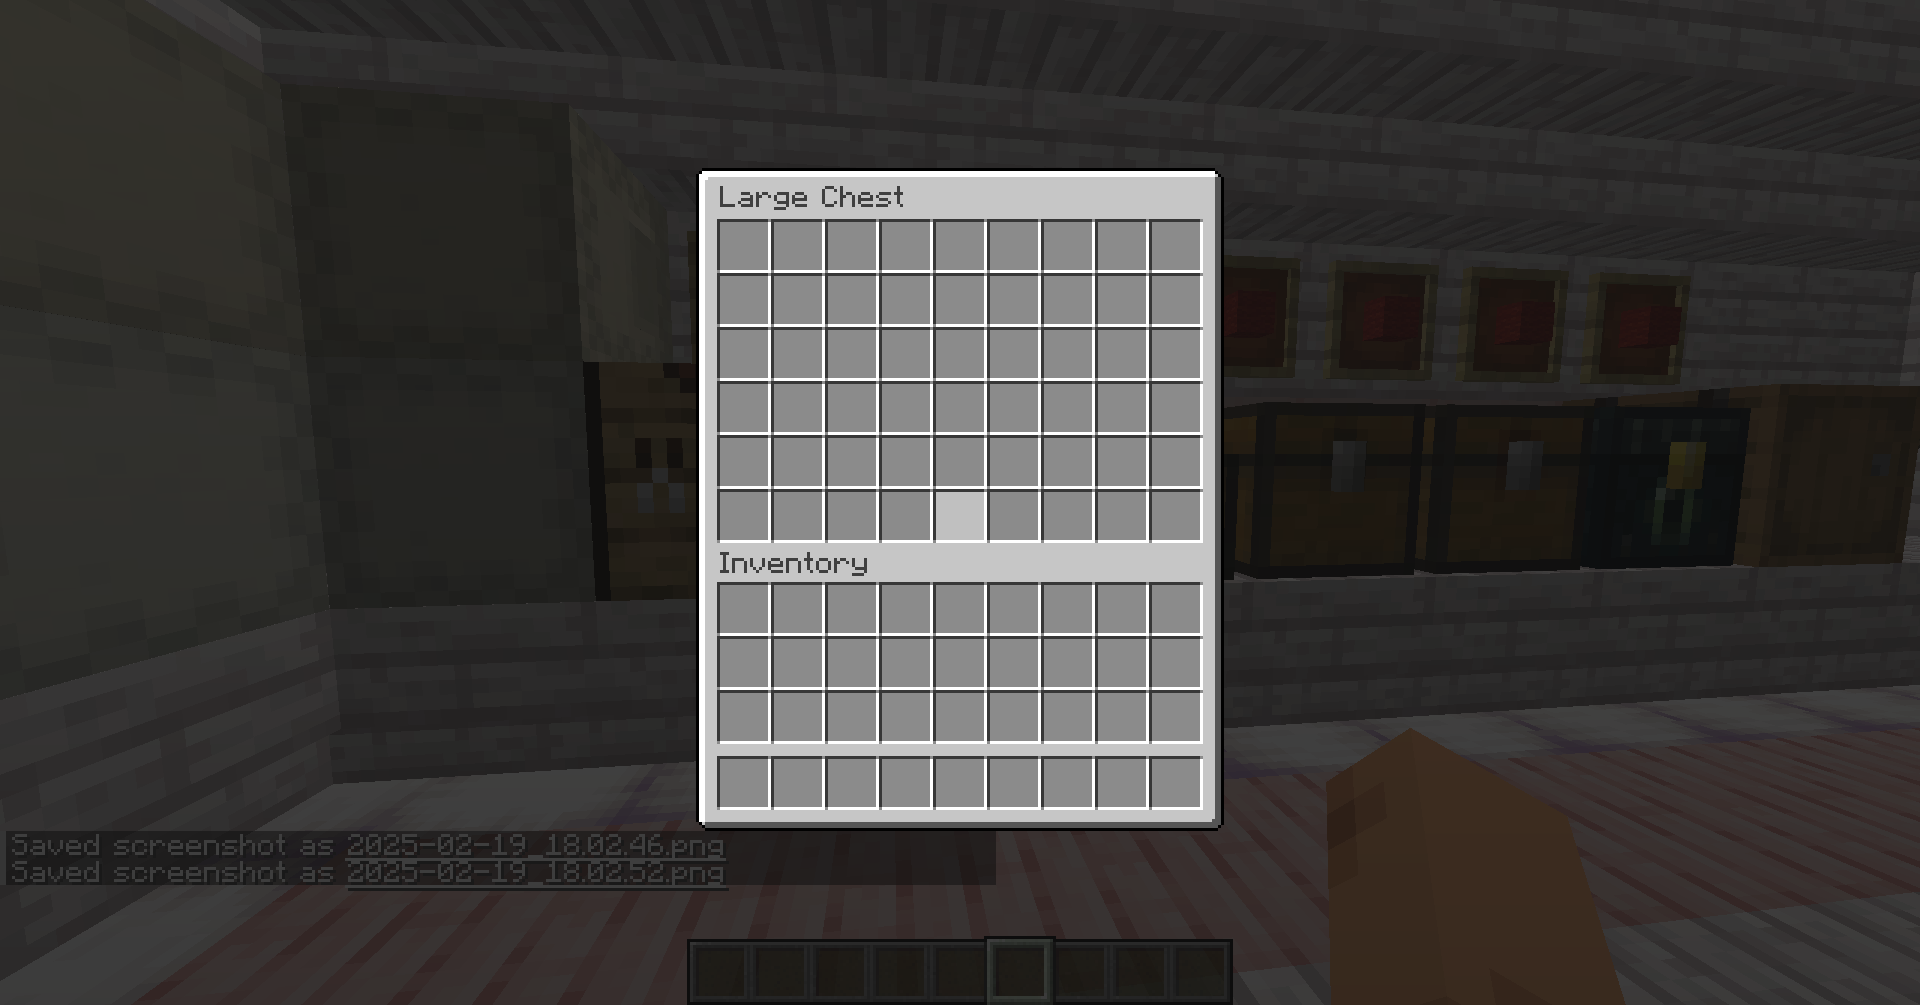 Large Chest
Inventory
Saved screenshot as 2025-02-19_18.02.46.png
Saved screenshot as 2025-02-19_18.02.52.png